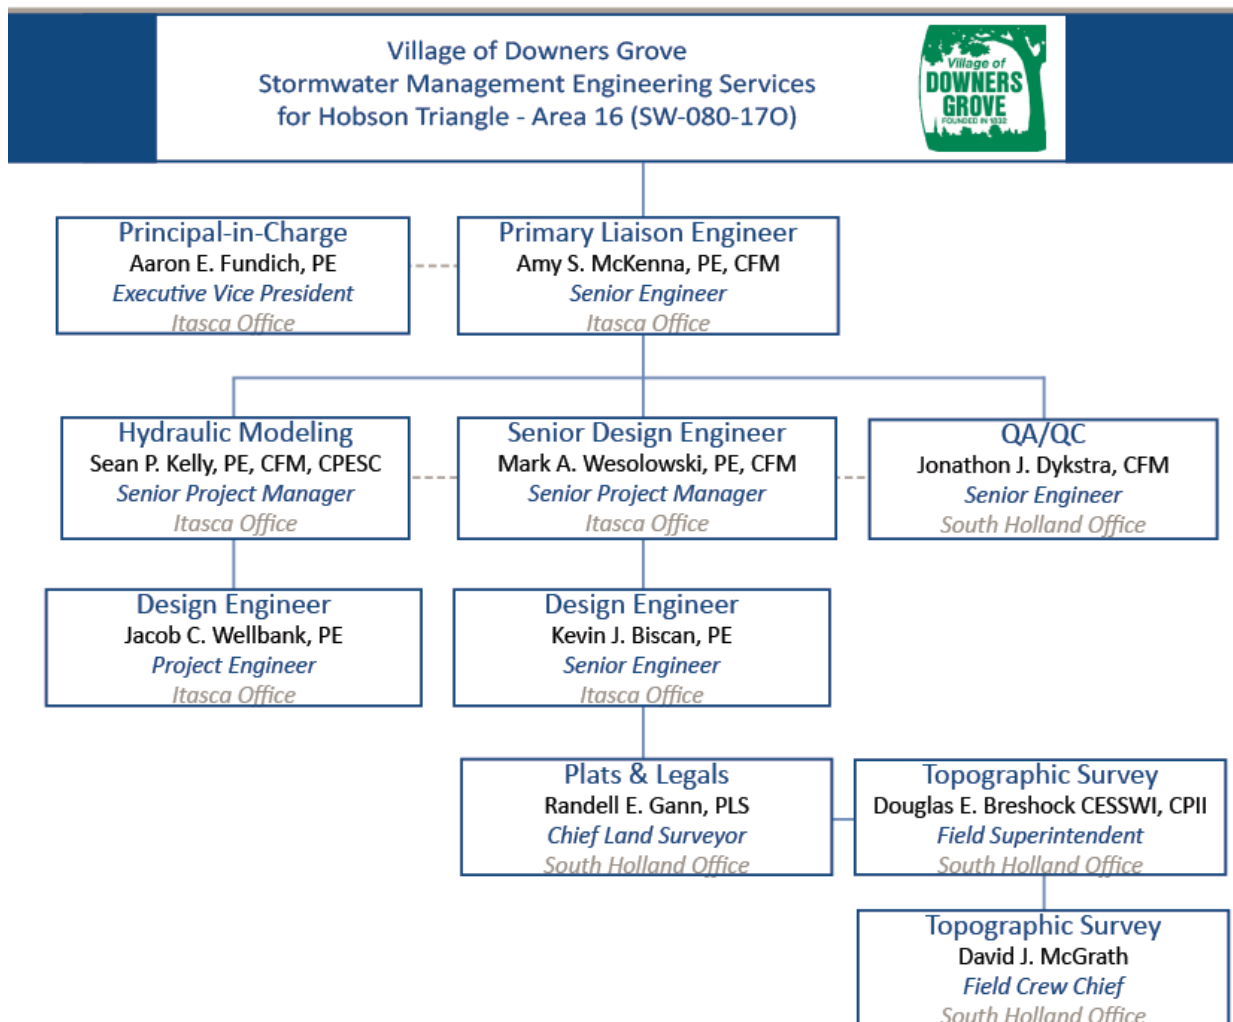 Village of Downers Grove
Stormwater Management Engineering Services
for Hobson Triangle - Area 16 (SW-080-17O)
Village of
DOWNERS
GROVE
FOUNDED IN 1832
Principal-in-Charge
Aaron E. Fundich, PE
Executive Vice President
Itasca Office
Primary Liaison Engineer
Amy S. McKenna, PE, CFM
Senior Engineer
Itasca Office
Hydraulic Modeling
Sean P. Kelly, PE, CFM, CPESC
Senior Project Manager
Itasca Office
Senior Design Engineer
Mark A. Wesolowski, PE, CFM
Senior Project Manager
Itasca Office
QA/QC
Jonathon J. Dykstra, CFM
Senior Engineer
South Holland Office
Design Engineer
Jacob C. Wellbank, PE
Project Engineer
Itasca Office
Design Engineer
Kevin J. Biscan, PE
Senior Engineer
Itasca Office
Plats & Legals
Randell E. Gann, PLS
Chief Land Surveyor
South Holland Office
Topographic Survey
Douglas E. Breshock CESSWI, CPII
Field Superintendent
South Holland Office
Topographic Survey
David J. McGrath
Field Crew Chief
South Holland Office